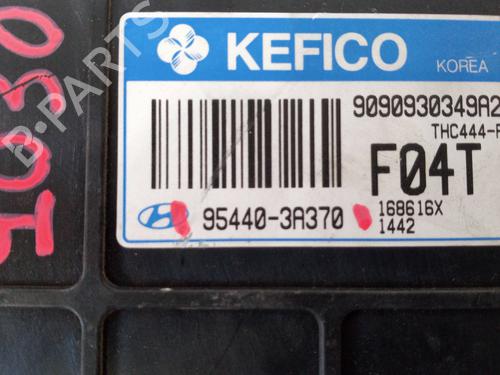 KEFICO
KOREA
9090930349A2
THC444-F
F04T
95440-3A370
168616X
1442
B-PARTS